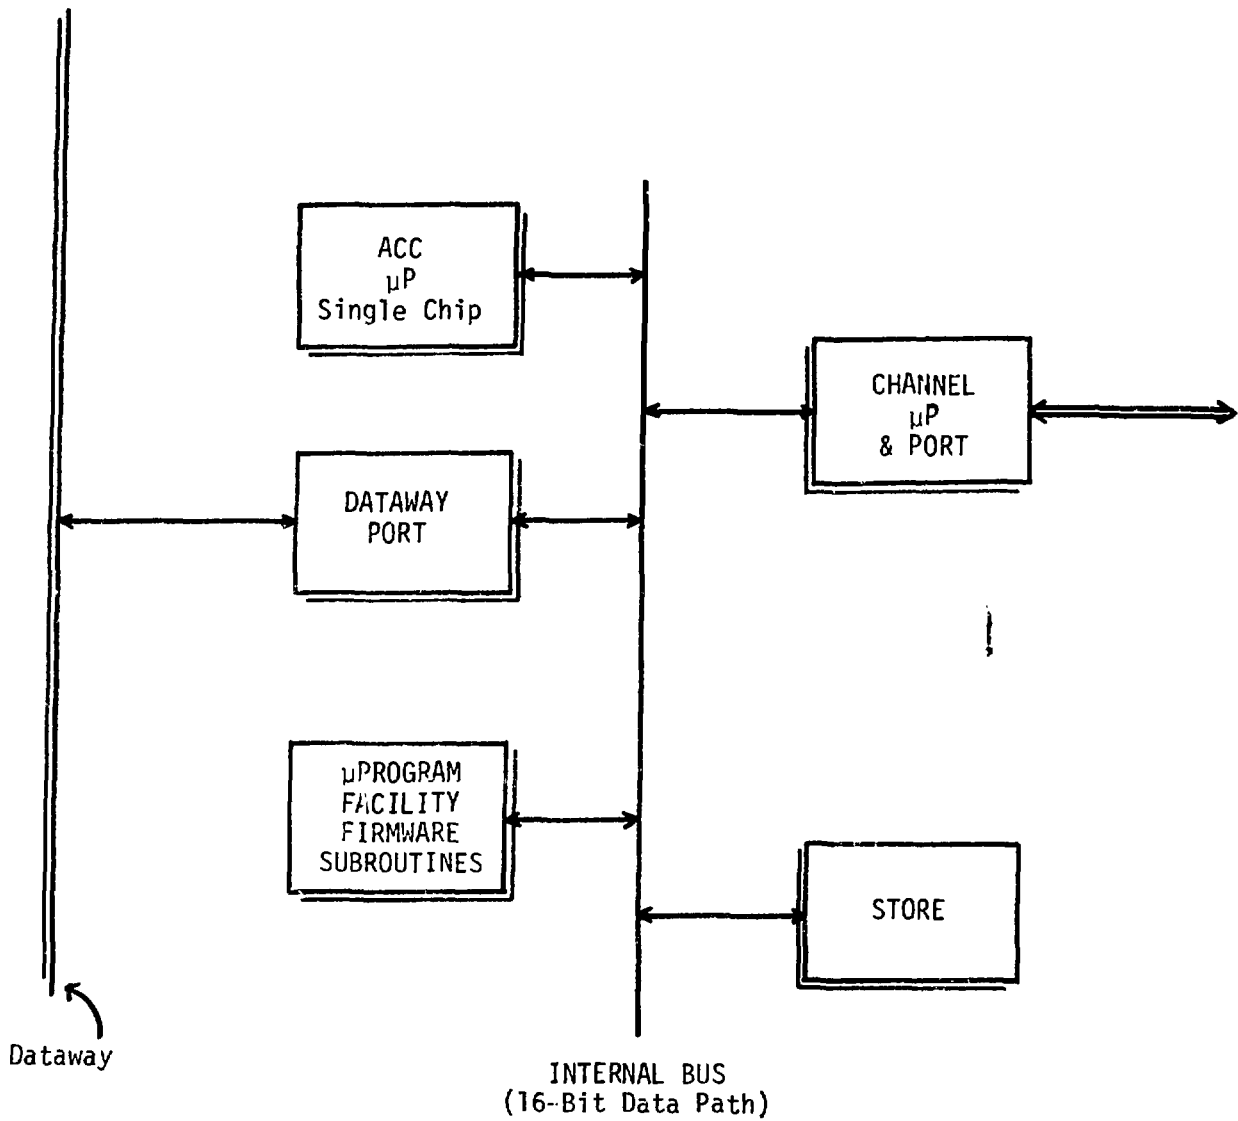 ACC
µP
Single Chip
CHANNEL
µP
& PORT
DATAWAY
PORT
µPROGRAM
FACILITY
FIRMWARE
SUBROUTINES
STORE
Dataway
INTERNAL BUS
(16-Bit Data Path)